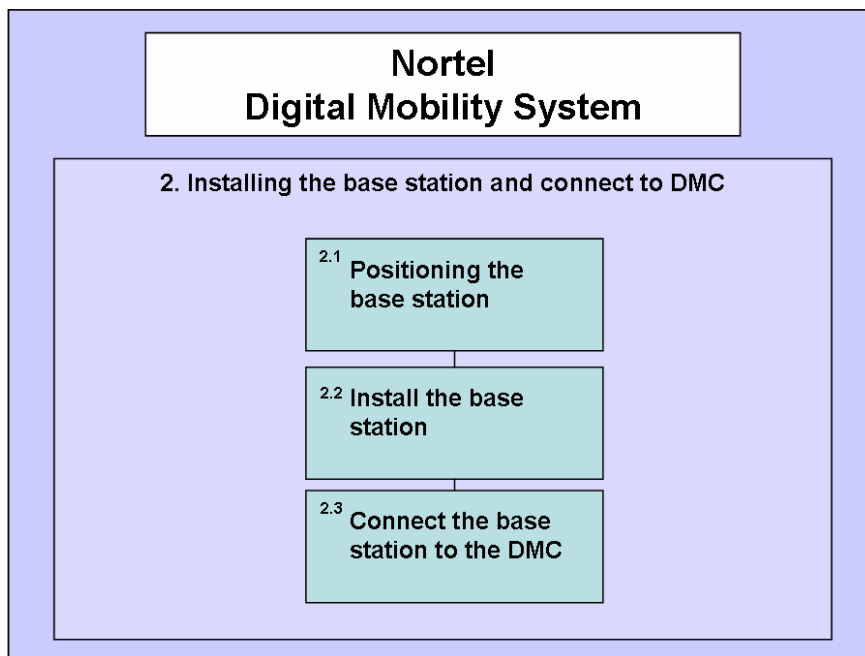 Nortel
Digital Mobility System
2. Installing the base station and connect to DMC
2.1 Positioning the
base station
2.2 Install the base
station
2.3 Connect the base
station to the DMC